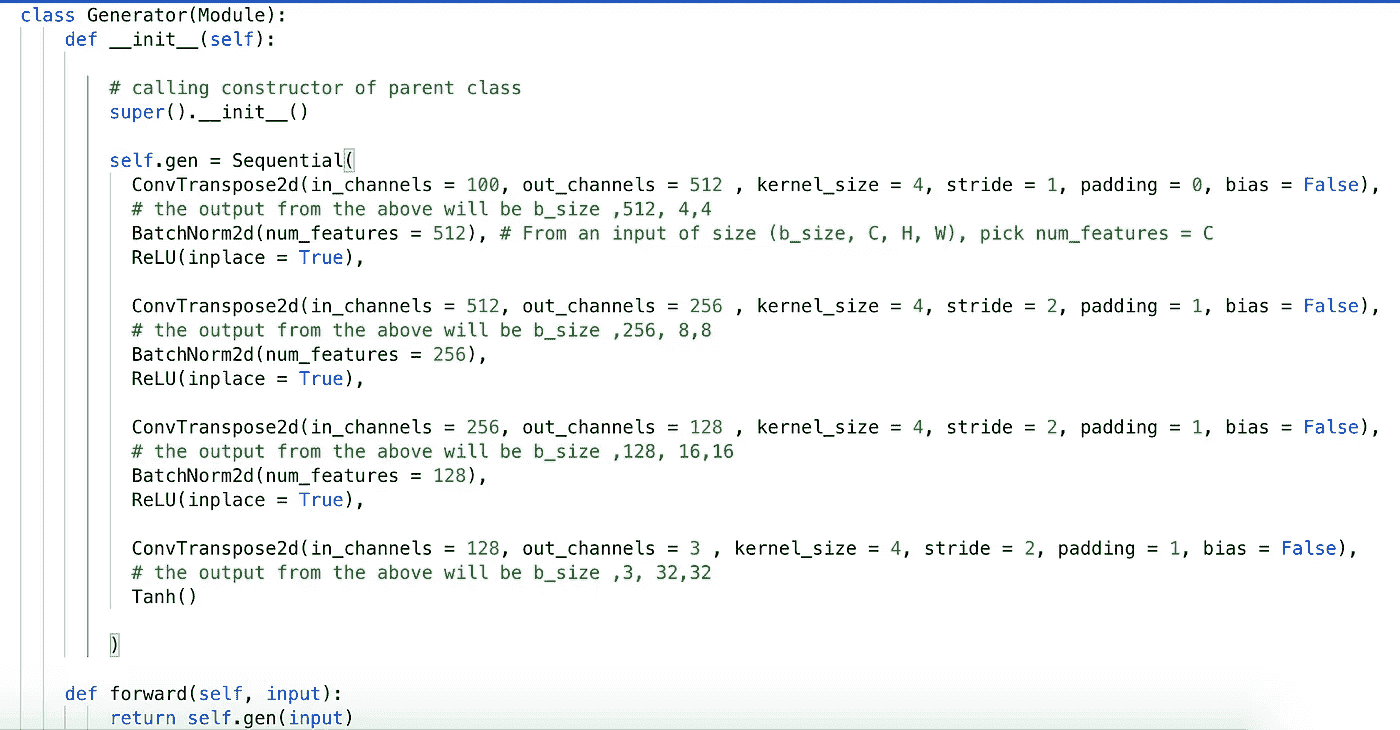 class Generator(Module):
def __init__(self):
# calling constructor of parent class
super().__init__()
self.gen = Sequential(
ConvTranspose2d(in_channels = 100, out_channels = 512 , kernel_size = 4, stride = 1, padding = 0, bias = False),
# the output from the above will be b_size ,512, 4,4
BatchNorm2d(num_features = 512), # From an input of size (b_size, C, H, W), pick num_features = C
ReLU(inplace = True),
ConvTranspose2d(in_channels = 512, out_channels = 256 , kernel_size = 4, stride = 2, padding = 1, bias = False),
# the output from the above will be b_size ,256, 8,8
BatchNorm2d(num_features = 256),
ReLU(inplace = True),
ConvTranspose2d(in_channels = 256, out_channels = 128 , kernel_size = 4, stride = 2, padding = 1, bias = False),
# the output from the above will be b_size ,128, 16,16
BatchNorm2d(num_features = 128),
ReLU(inplace = True),
ConvTranspose2d(in_channels = 128, out_channels = 3 , kernel_size = 4, stride = 2, padding = 1, bias = False),
# the output from the above will be b_size ,3, 32,32
Tanh()
)
def forward(self, input):
return self.gen(input)